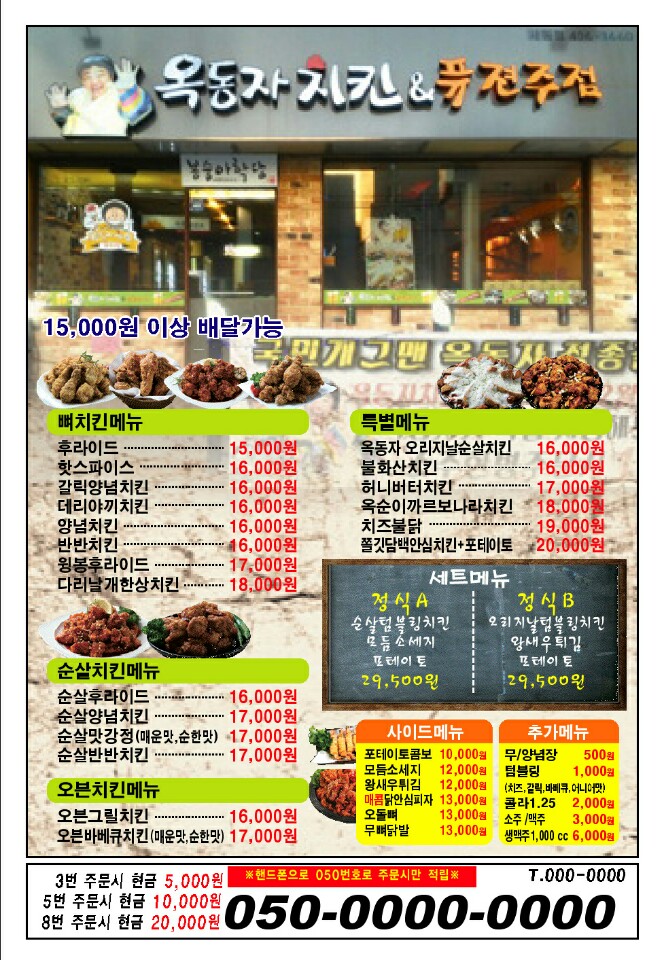 옥동자 치킨&퓨전주점
봉숭아학당
15,000원 이상 배달가능
국민개그맨 옥동자 정종
뼈치킨메뉴
후라이드 15,000원
핫스파이스 16,000원
갈릭양념치킨 16,000원
데리야끼치킨 16,000원
양념치킨 16,000원
반반치킨 16,000원
윙봉후라이드 17,000원
다리날개한상치킨 18,000원
순살치킨메뉴
순살후라이드 16,000원
순살양념치킨 17,000원
순살맛강정(매운맛,순한맛) 17,000원
순살반반치킨 17,000원
오븐치킨메뉴
오븐그릴치킨 16,000원
오븐바베큐치킨(매운맛,순한맛) 17,000원
특별메뉴
옥동자 오리지날순살치킨 16,000원
불화산치킨 16,000원
허니버터치킨 17,000원
옥순이까르보나라치킨 18,000원
치즈불닭 19,000원
쫄깃담백안심치킨+포테이토 20,000원
세트메뉴
정식A
순살텀블링치킨
모듬소세지
포테이토
29,500원
정식B
오리지날텀블링치킨
왕새우튀김
포테이토
29,500원
사이드메뉴
포테이토콤보 10,000원
모듬소세지 12,000원
왕새우튀김 12,000원
매콤닭안심피자 13,000원
오돌뼈 13,000원
무뼈닭발 13,000원
추가메뉴
무/양념장 500원
텀블링 1,000원
(치즈,갈릭,바베큐,어니어맛)
콜라1.25 2,000원
소주 /맥주 3,000원
생맥주1,000 cc 6,000원
3번 주문시 현금 5,000원
5번 주문시 현금 10,000원
8번 주문시 현금 20,000원
※핸드폰으로 050번호로 주문시만 적립※
T.000-0000
050-0000-0000